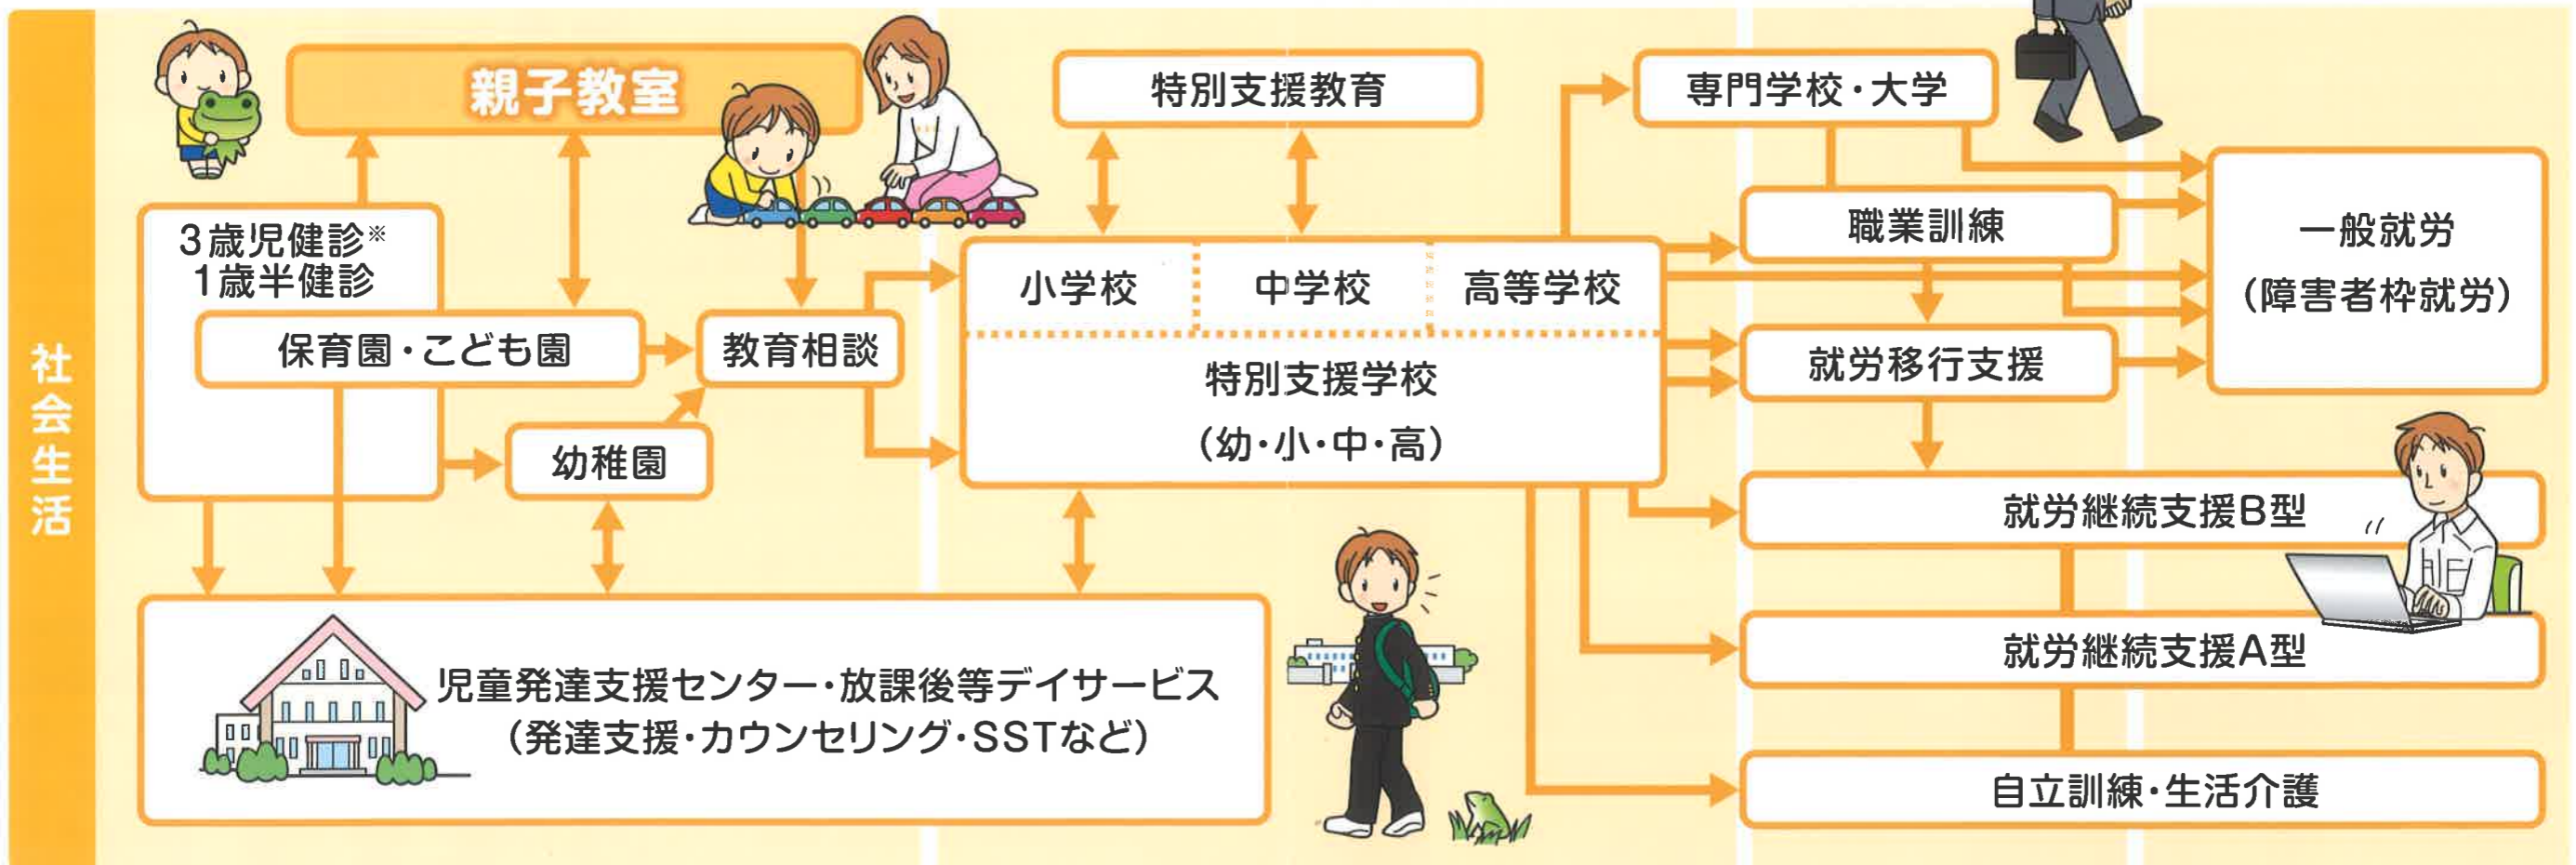 社会生活
親子教室
3歳児健診※
1歳半健診
保育園・こども園
幼稚園
教育相談
児童発達支援センター・放課後等デイサービス
（発達支援・カウンセリング・SSTなど）
特別支援教育
小学校
中学校
高等学校
特別支援学校
（幼・小・中・高）
専門学校・大学
職業訓練
就労移行支援
一般就労
（障害者枠就労）
就労継続支援B型
就労継続支援A型
自立訓練・生活介護